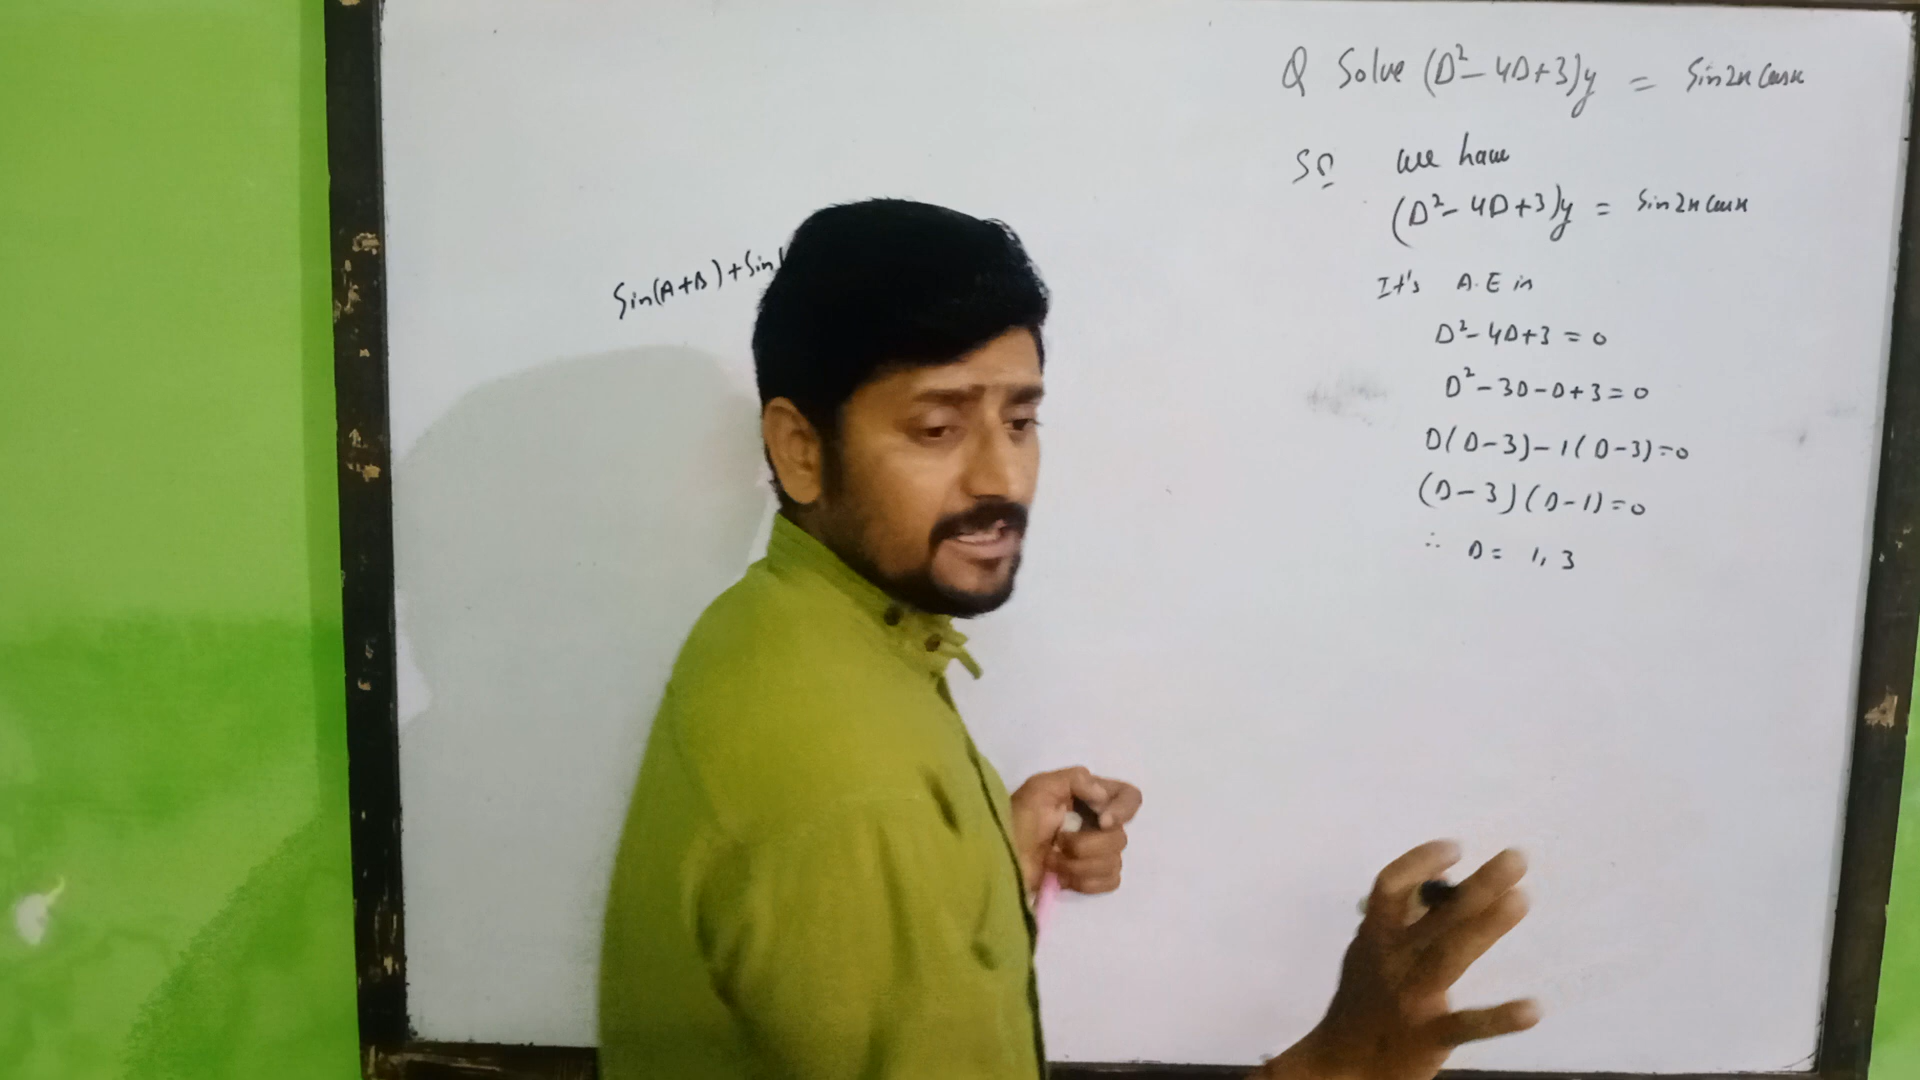 Q Solve (D²-4D+3)y = Sin2x Cosx
Sol we have
(D²-4D+3)y = Sin2x Cosx
It's A.E is
D²-4D+3 = 0
D²-3D-D+3=0
D(D-3)-1(D-3)=0
(D-3)(D-1)=0
∴ D= 1, 3
Sin(A+B)+Sin(